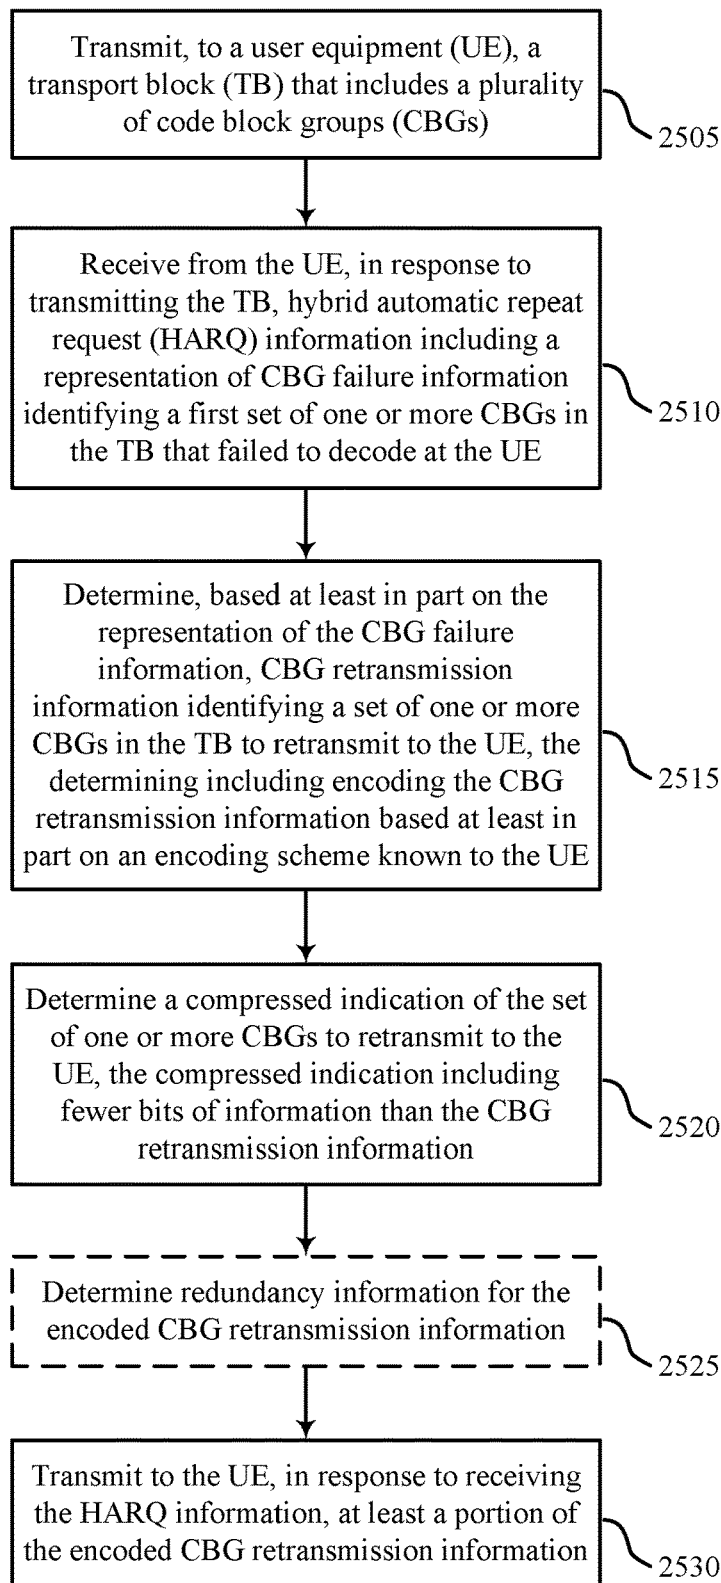 Transmit, to a user equipment (UE), a
transport block (TB) that includes a plurality
of code block groups (CBGs)
2505
Receive from the UE, in response to
transmitting the TB, hybrid automatic repeat
request (HARQ) information including a
representation of CBG failure information
identifying a first set of one or more CBGs in
the TB that failed to decode at the UE
2510
Determine, based at least in part on the
representation of the CBG failure
information, CBG retransmission
information identifying a set of one or more
CBGs in the TB to retransmit to the UE, the
determining including encoding the CBG
retransmission information based at least in
part on an encoding scheme known to the UE
2515
Determine a compressed indication of the set
of one or more CBGs to retransmit to the
UE, the compressed indication including
fewer bits of information than the CBG
retransmission information
2520
Determine redundancy information for the
encoded CBG retransmission information
2525
Transmit to the UE, in response to receiving
the HARQ information, at least a portion of
the encoded CBG retransmission information
2530